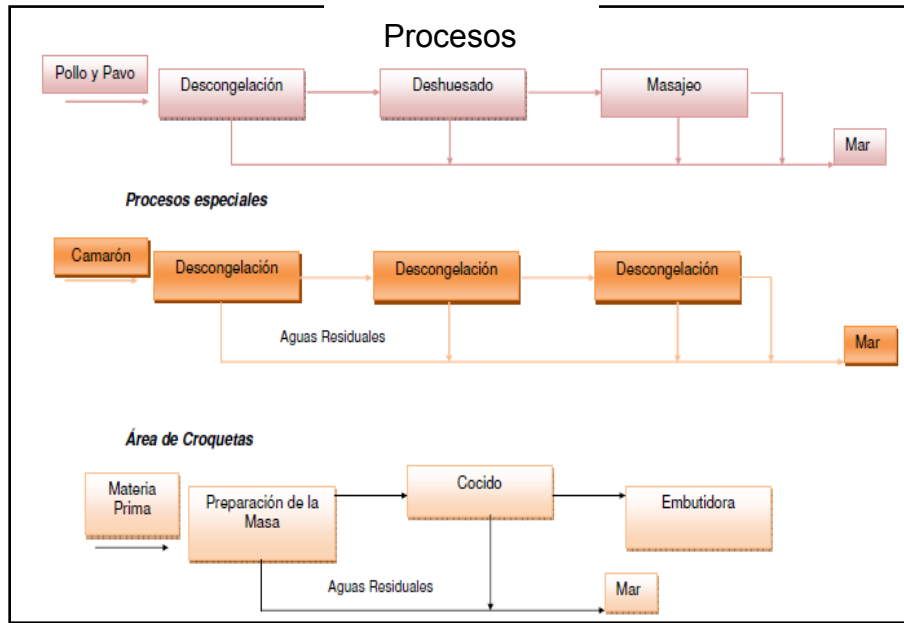 Procesos
Pollo y Pavo
Descongelación
Deshuesado
Masajeo
Mar
Procesos especiales
Camarón
Descongelación
Descongelación
Descongelación
Aguas Residuales
Mar
Área de Croquetas
Materia
Prima
Preparación de la
Masa
Cocido
Embutidora
Aguas Residuales
Mar